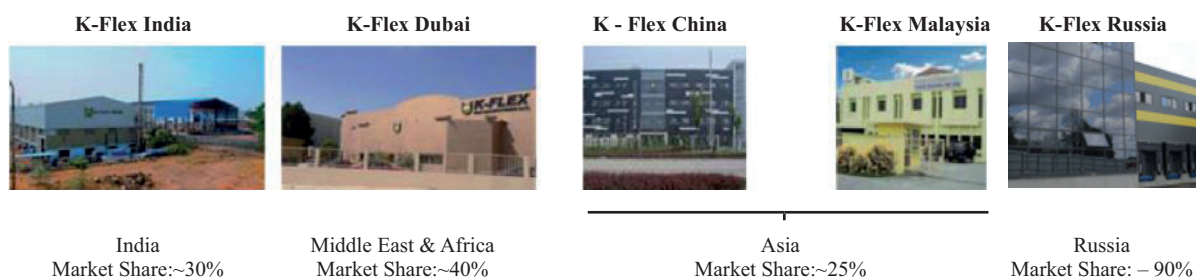 K-Flex India
K-Flex Dubai
K - Flex China
K-Flex Malaysia
K-Flex Russia
K-FLEX
India
Market Share:~30%
Middle East & Africa
Market Share:~40%
Asia
Market Share:~25%
Russia
Market Share: – 90%